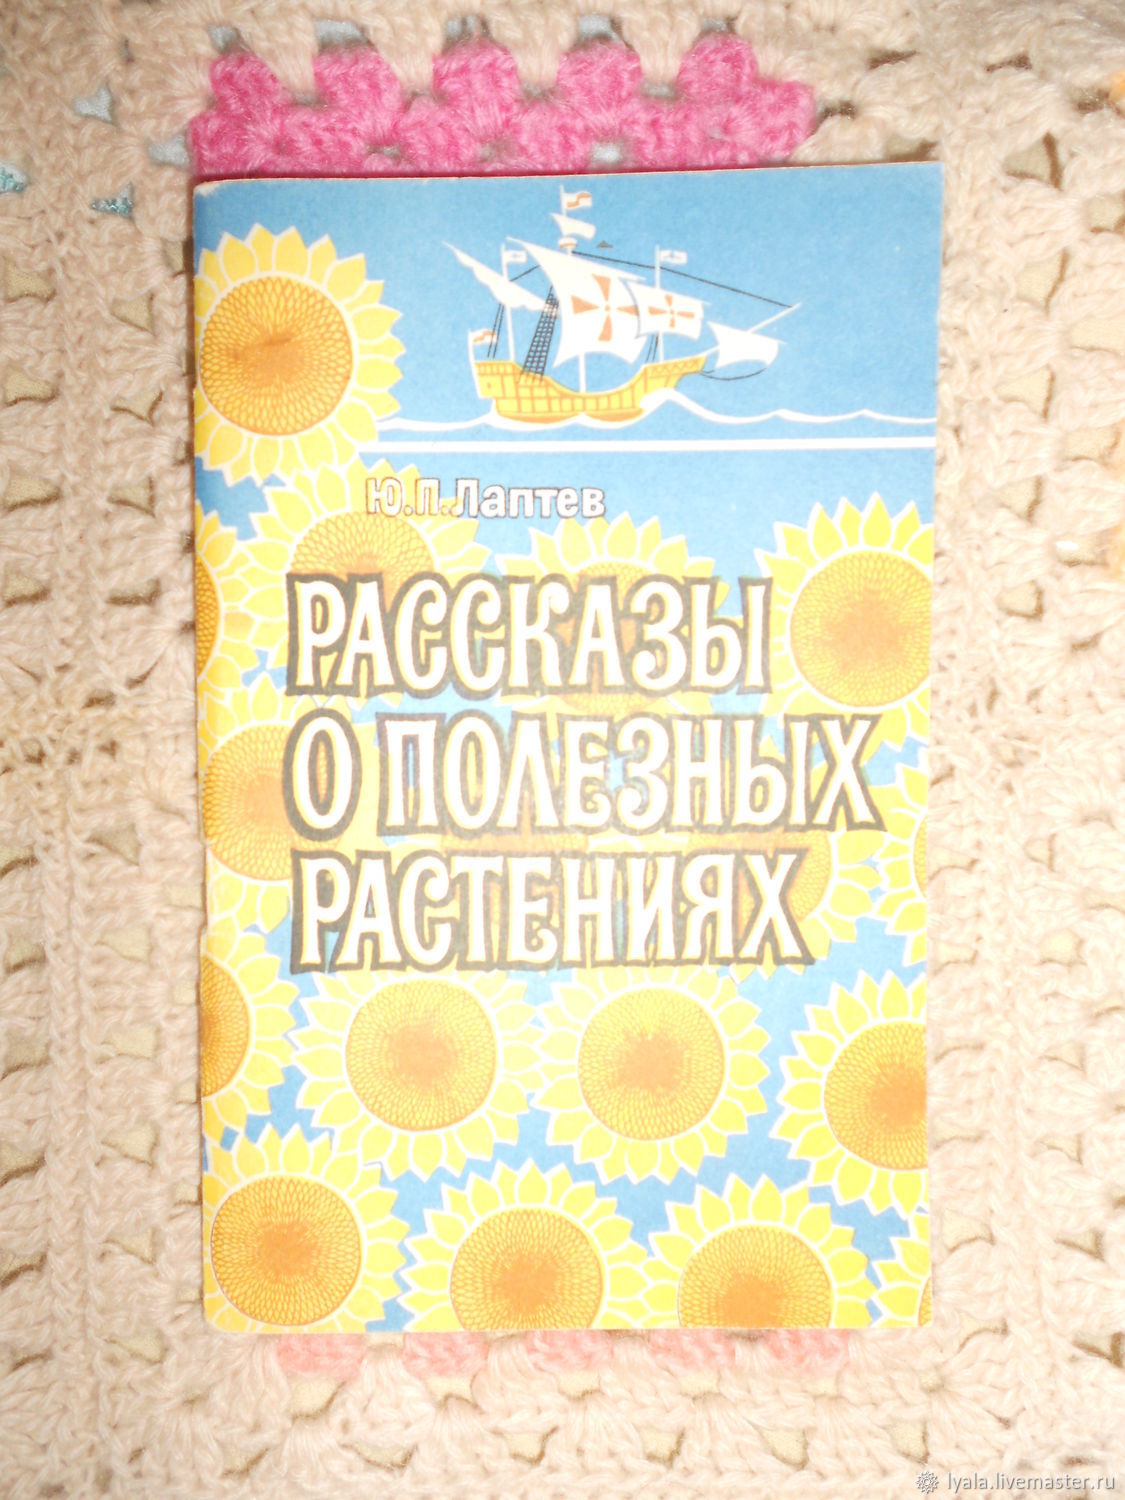 Ю.П.Лаптев
РАССКАЗЫ
О ПОЛЕЗНЫХ
РАСТЕНИЯХ
lyala.livemaster.ru